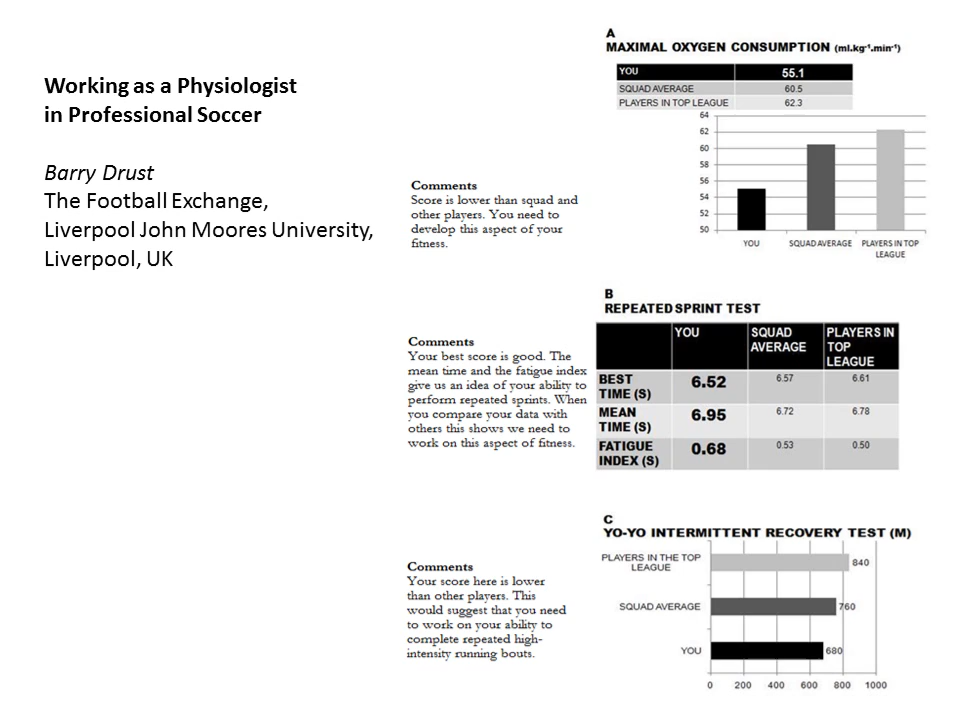 Working as a Physiologist
in Professional Soccer
Barry Drust
The Football Exchange,
Liverpool John Moores University,
Liverpool, UK
A
MAXIMAL OXYGEN CONSUMPTION (ml.kg⁻¹.min⁻¹)
YOU 55.1
SQUAD AVERAGE 60.5
PLAYERS IN TOP LEAGUE 62.3
64
62
60
58
56
54
52
50
YOU SQUAD AVERAGE PLAYERS IN TOP
LEAGUE
Comments
Score is lower than squad and
other players. You need to
develop this aspect of your
fitness.
B
REPEATED SPRINT TEST
YOU SQUAD PLAYERS IN
AVERAGE TOP
LEAGUE
BEST
TIME (S) 6.52 6.57 6.61
MEAN
TIME (S) 6.95 6.72 6.78
FATIGUE
INDEX (S) 0.68 0.53 0.50
Comments
Your best score is good. The
mean time and the fatigue index
give us an idea of your ability to
perform repeated sprints. When
you compare your data with
others this shows we need to
work on this aspect of fitness.
C
YO-YO INTERMITTENT RECOVERY TEST (M)
PLAYERS IN THE TOP
LEAGUE 840
SQUAD AVERAGE 760
YOU 680
0 200 400 600 800 1000
Comments
Your score here is lower
than other players. This
would suggest that you need
to work on your ability to
complete repeated high-
intensity running bouts.